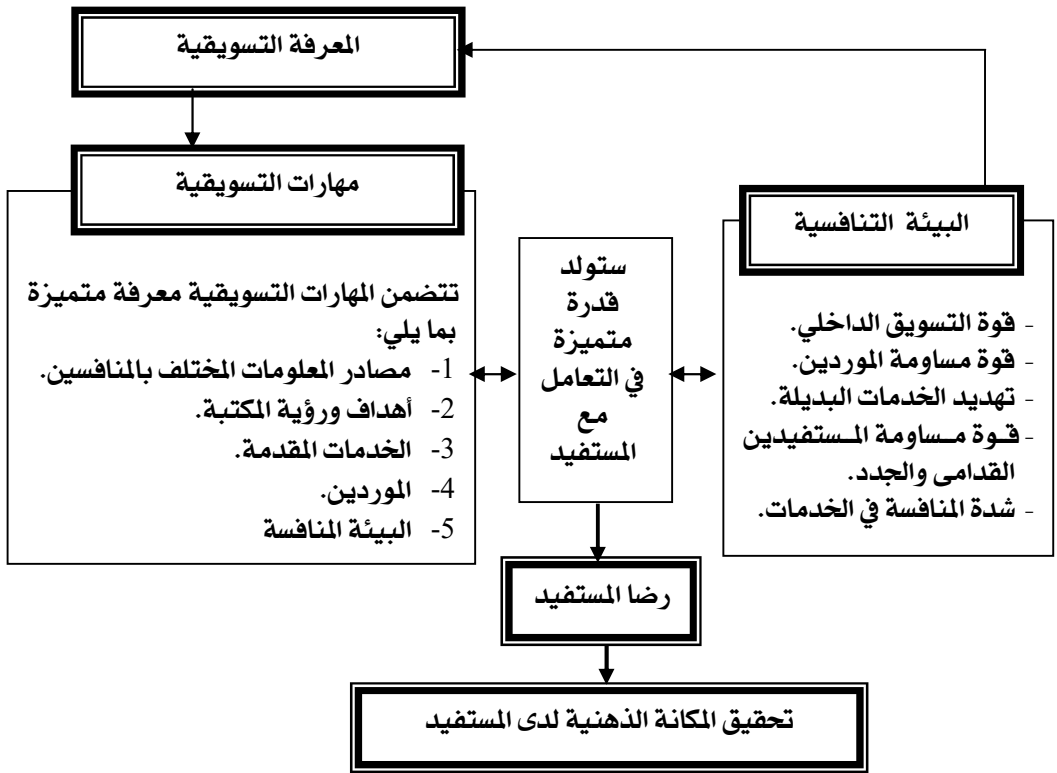 المعرفة التسويقية
مهارات التسويقية
تتضمن المهارات التسويقية معرفة متميزة
بما يلي:
1- مصادر المعلومات المختلف بالمنافسين.
2- أهداف ورؤية المكتبة.
3- الخدمات المقدمة.
4- الموردين.
5- البيئة المنافسة
ستولد
قدرة
متميزة
في التعامل
مع
المستفيد
البيئة التنافسية
- قوة التسويق الداخلي.
- قوة مساومة الموردين.
- تهديد الخدمات البديلة.
- قـوة مـساومة المـستفيدين
القدامى والجدد.
- شدة المنافسة في الخدمات.
رضا المستفيد
تحقيق المكانة الذهنية لدى المستفيد